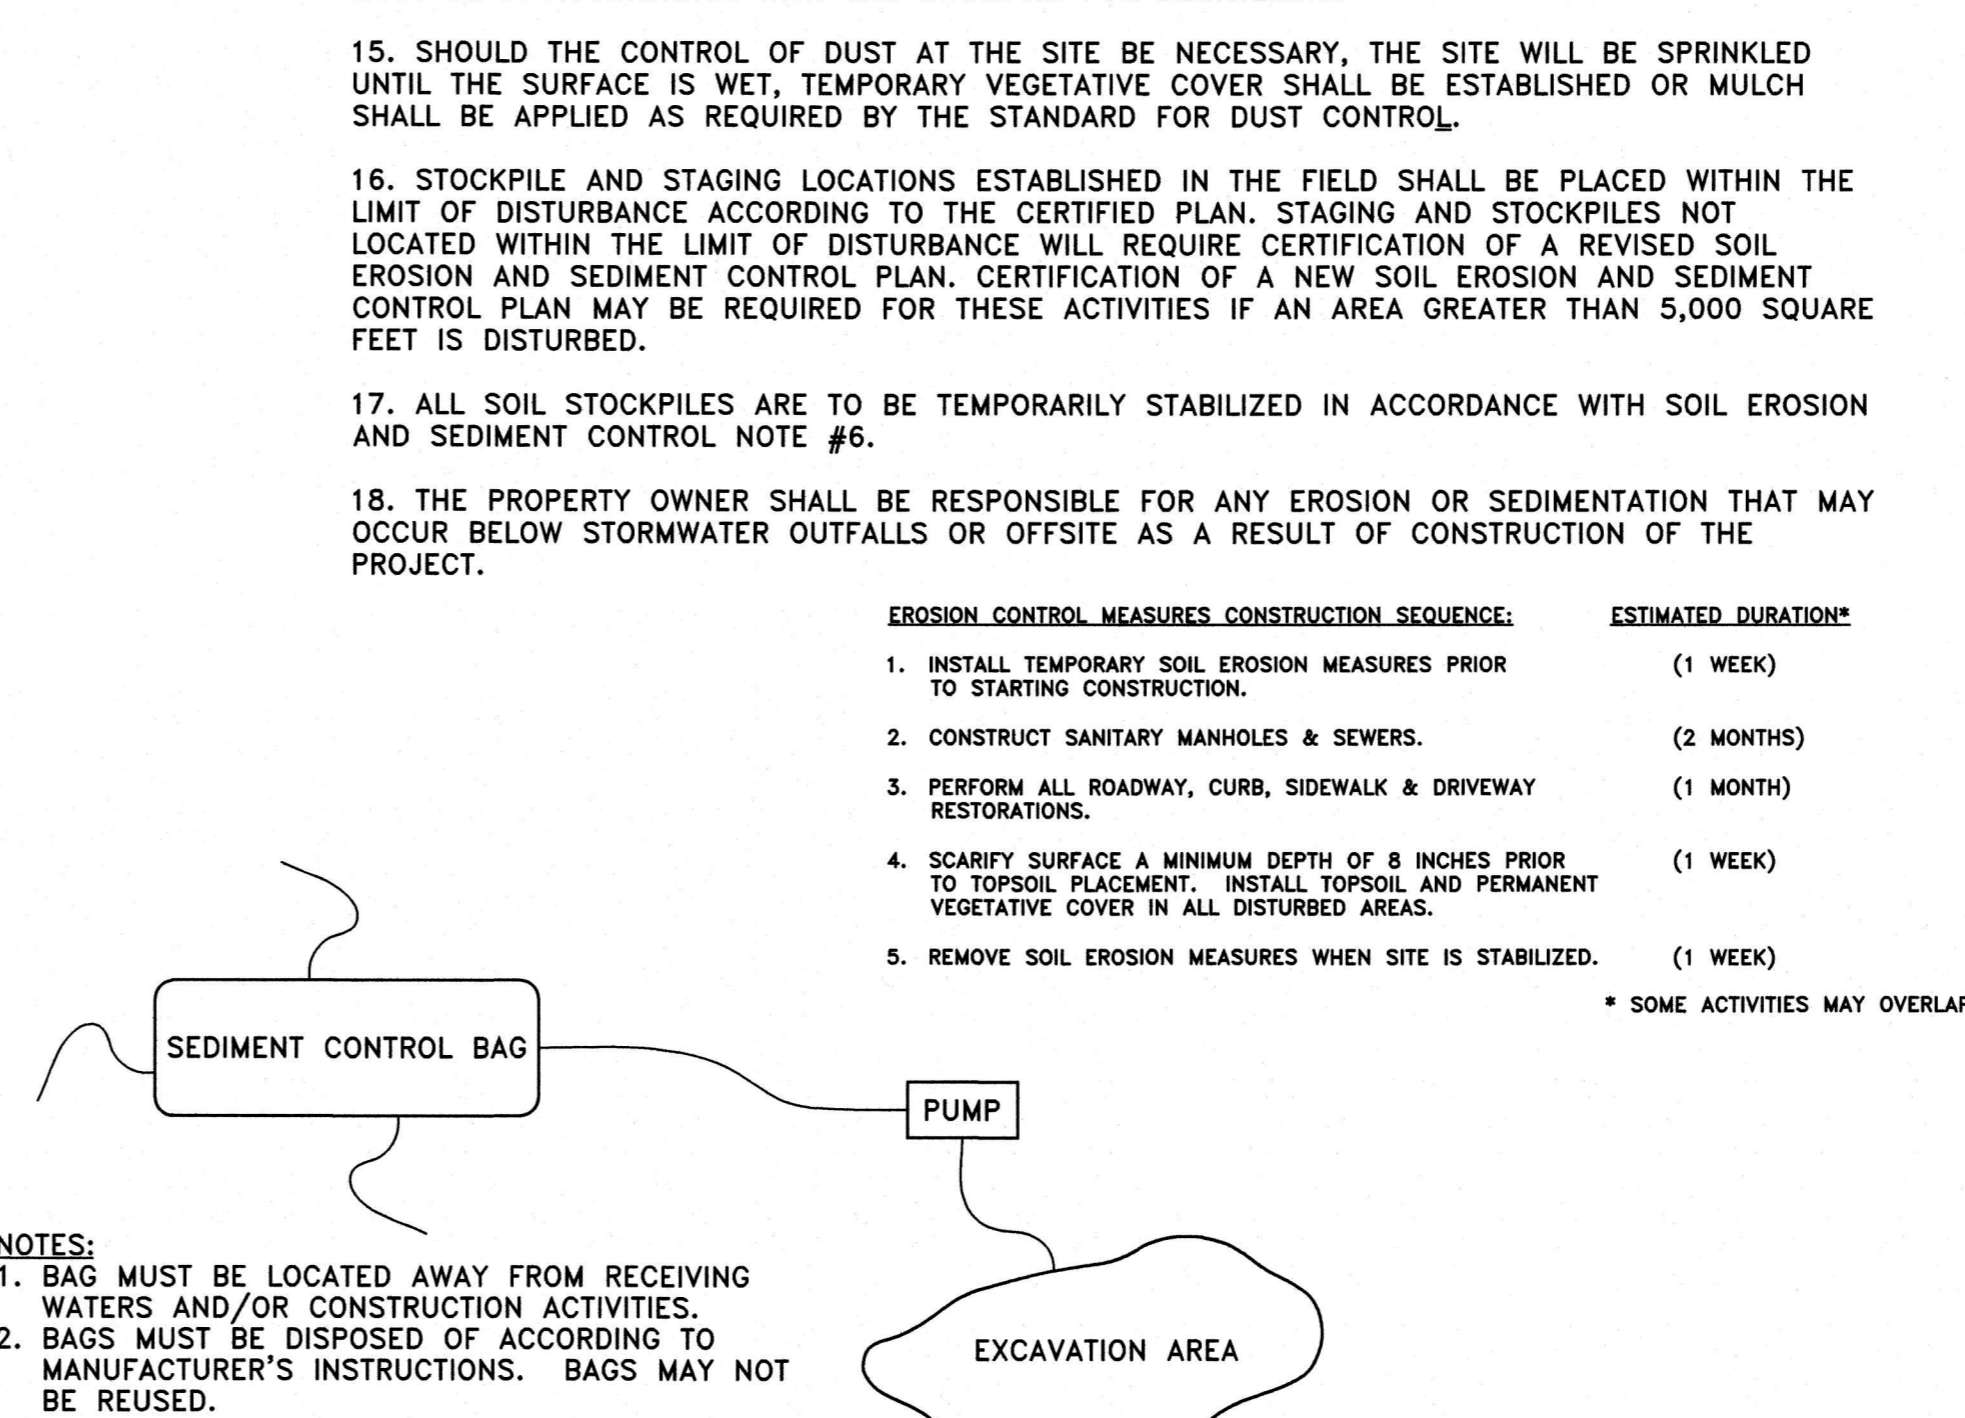 15. SHOULD THE CONTROL OF DUST AT THE SITE BE NECESSARY, THE SITE WILL BE SPRINKLED
UNTIL THE SURFACE IS WET, TEMPORARY VEGETATIVE COVER SHALL BE ESTABLISHED OR MULCH
SHALL BE APPLIED AS REQUIRED BY THE STANDARD FOR DUST CONTROL.
16. STOCKPILE AND STAGING LOCATIONS ESTABLISHED IN THE FIELD SHALL BE PLACED WITHIN THE
LIMIT OF DISTURBANCE ACCORDING TO THE CERTIFIED PLAN. STAGING AND STOCKPILES NOT
LOCATED WITHIN THE LIMIT OF DISTURBANCE WILL REQUIRE CERTIFICATION OF A REVISED SOIL
EROSION AND SEDIMENT CONTROL PLAN. CERTIFICATION OF A NEW SOIL EROSION AND SEDIMENT
CONTROL PLAN MAY BE REQUIRED FOR THESE ACTIVITIES IF AN AREA GREATER THAN 5,000 SQUARE
FEET IS DISTURBED.
17. ALL SOIL STOCKPILES ARE TO BE TEMPORARILY STABILIZED IN ACCORDANCE WITH SOIL EROSION
AND SEDIMENT CONTROL NOTE #6.
18. THE PROPERTY OWNER SHALL BE RESPONSIBLE FOR ANY EROSION OR SEDIMENTATION THAT MAY
OCCUR BELOW STORMWATER OUTFALLS OR OFFSITE AS A RESULT OF CONSTRUCTION OF THE
PROJECT.
EROSION CONTROL MEASURES CONSTRUCTION SEQUENCE: ESTIMATED DURATION*
1. INSTALL TEMPORARY SOIL EROSION MEASURES PRIOR (1 WEEK)
TO STARTING CONSTRUCTION.
2. CONSTRUCT SANITARY MANHOLES & SEWERS. (2 MONTHS)
3. PERFORM ALL ROADWAY, CURB, SIDEWALK & DRIVEWAY (1 MONTH)
RESTORATIONS.
4. SCARIFY SURFACE A MINIMUM DEPTH OF 8 INCHES PRIOR (1 WEEK)
TO TOPSOIL PLACEMENT. INSTALL TOPSOIL AND PERMANENT
VEGETATIVE COVER IN ALL DISTURBED AREAS.
5. REMOVE SOIL EROSION MEASURES WHEN SITE IS STABILIZED. (1 WEEK)
* SOME ACTIVITIES MAY OVERLAP
SEDIMENT CONTROL BAG
PUMP
EXCAVATION AREA
NOTES:
1. BAG MUST BE LOCATED AWAY FROM RECEIVING
WATERS AND/OR CONSTRUCTION ACTIVITIES.
2. BAGS MUST BE DISPOSED OF ACCORDING TO
MANUFACTURER'S INSTRUCTIONS. BAGS MAY NOT
BE REUSED.